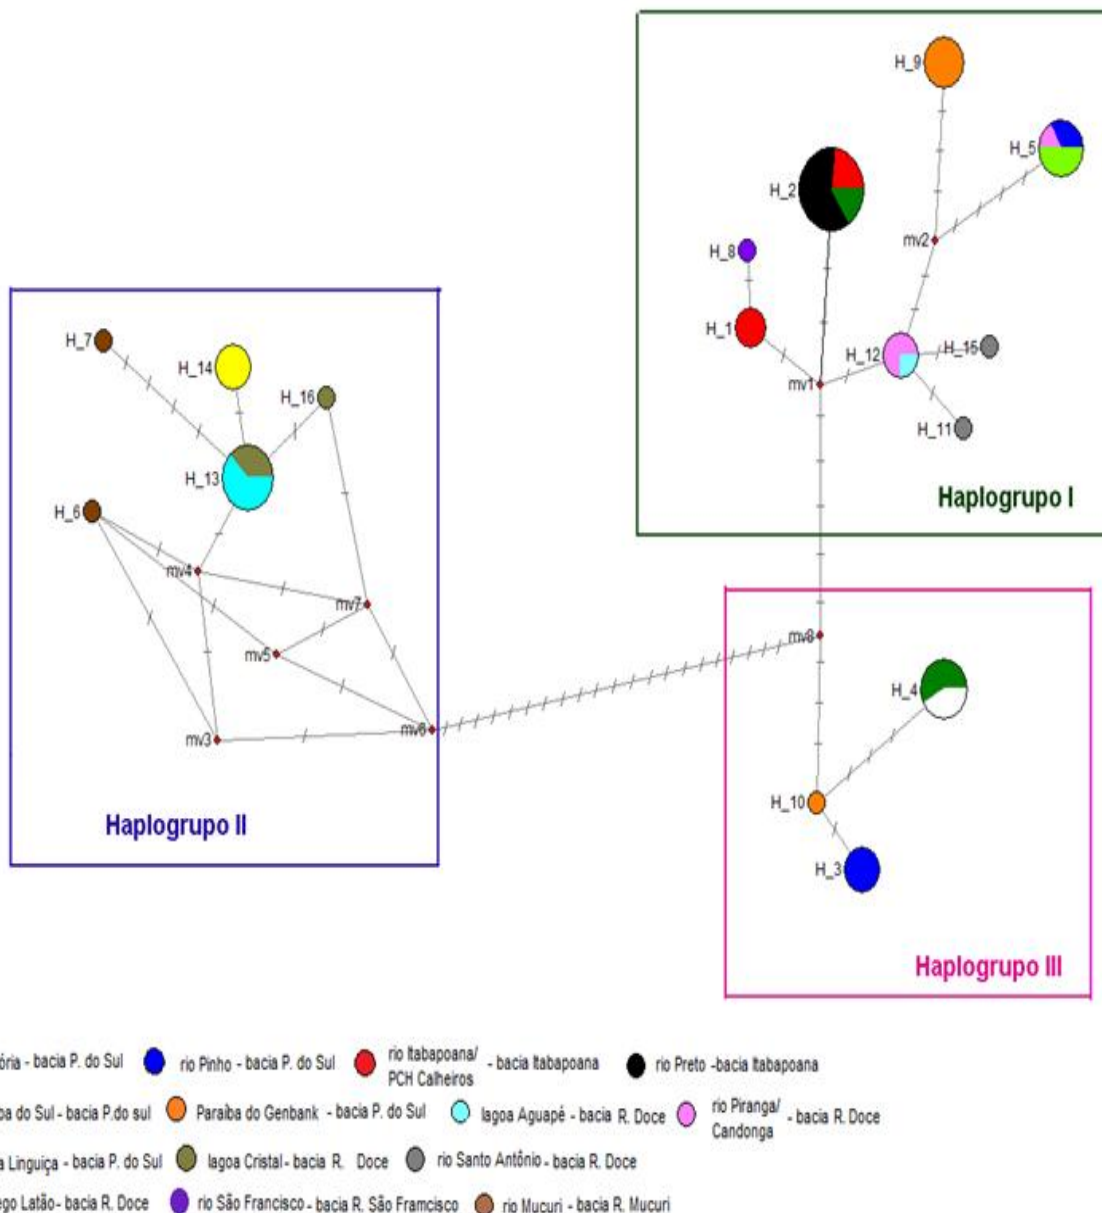 H_9
H_5
H_2
mv2
H_8
H_1
H_12
H_15
mv1
H_11
Haplogrupo I
H_7
H_14
H_16
H_13
H_6
mv4
mv7
mv5
mv3
mv6
Haplogrupo II
mv8
H_4
H_10
H_3
Haplogrupo III
ória - bacia P. do Sul rio Pinho - bacia P. do Sul rio Itabapoana/ - bacia Itabapoana rio Preto -bacia Itabapoana
PCH Calheiros
ba do Sul - bacia P.do sul Paraíba do Genbank - bacia P. do Sul lagoa Aguapé - bacia R. Doce rio Piranga/ - bacia R. Doce
Candonga
a Linguiça - bacia P. do Sul lagoa Cristal - bacia R. Doce rio Santo Antônio - bacia R. Doce
ego Latão - bacia R. Doce rio São Francisco - bacia R. São Framcisco rio Mucuri - bacia R. Mucuri